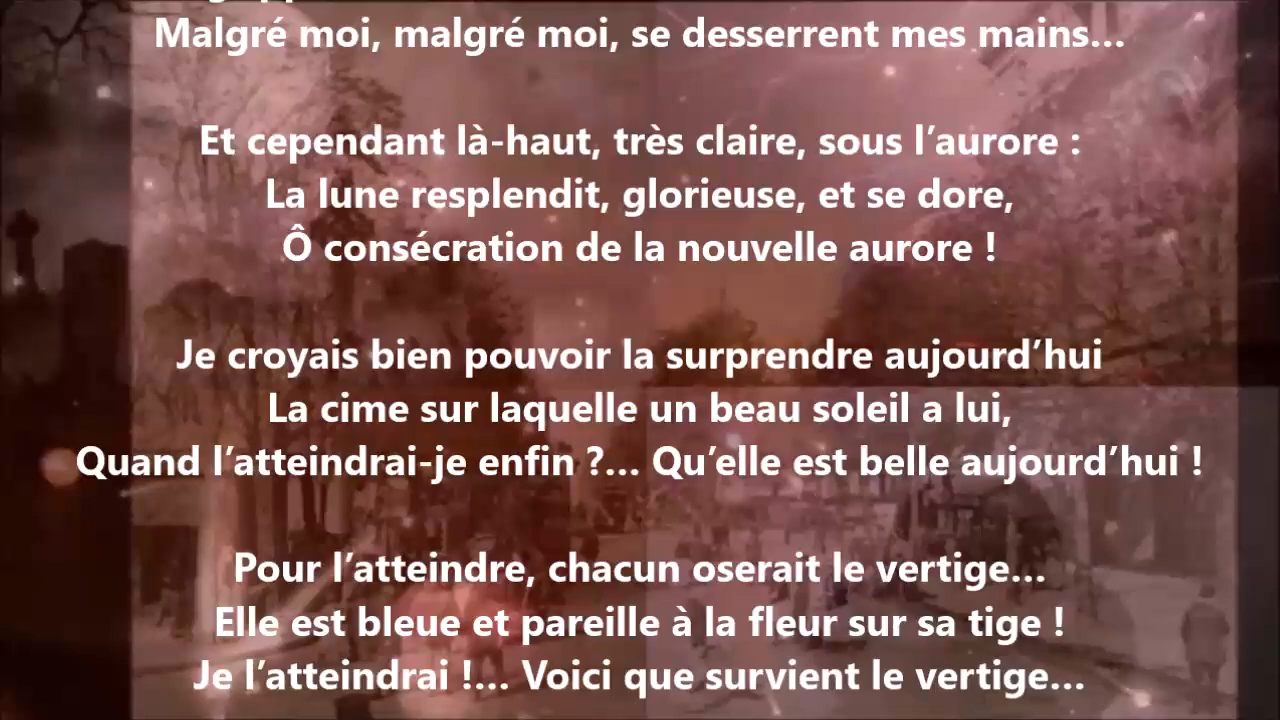 Malgré moi, malgré moi, se desserrent mes mains…
Et cependant là-haut, très claire, sous l’aurore :
La lune resplendit, glorieuse, et se dore,
Ô consécration de la nouvelle aurore !
Je croyais bien pouvoir la surprendre aujourd’hui
La cime sur laquelle un beau soleil a lui,
Quand l’atteindrai-je enfin ?… Qu’elle est belle aujourd’hui !
Pour l’atteindre, chacun oserait le vertige…
Elle est bleue et pareille à la fleur sur sa tige !
Je l’atteindrai !… Voici que survient le vertige…